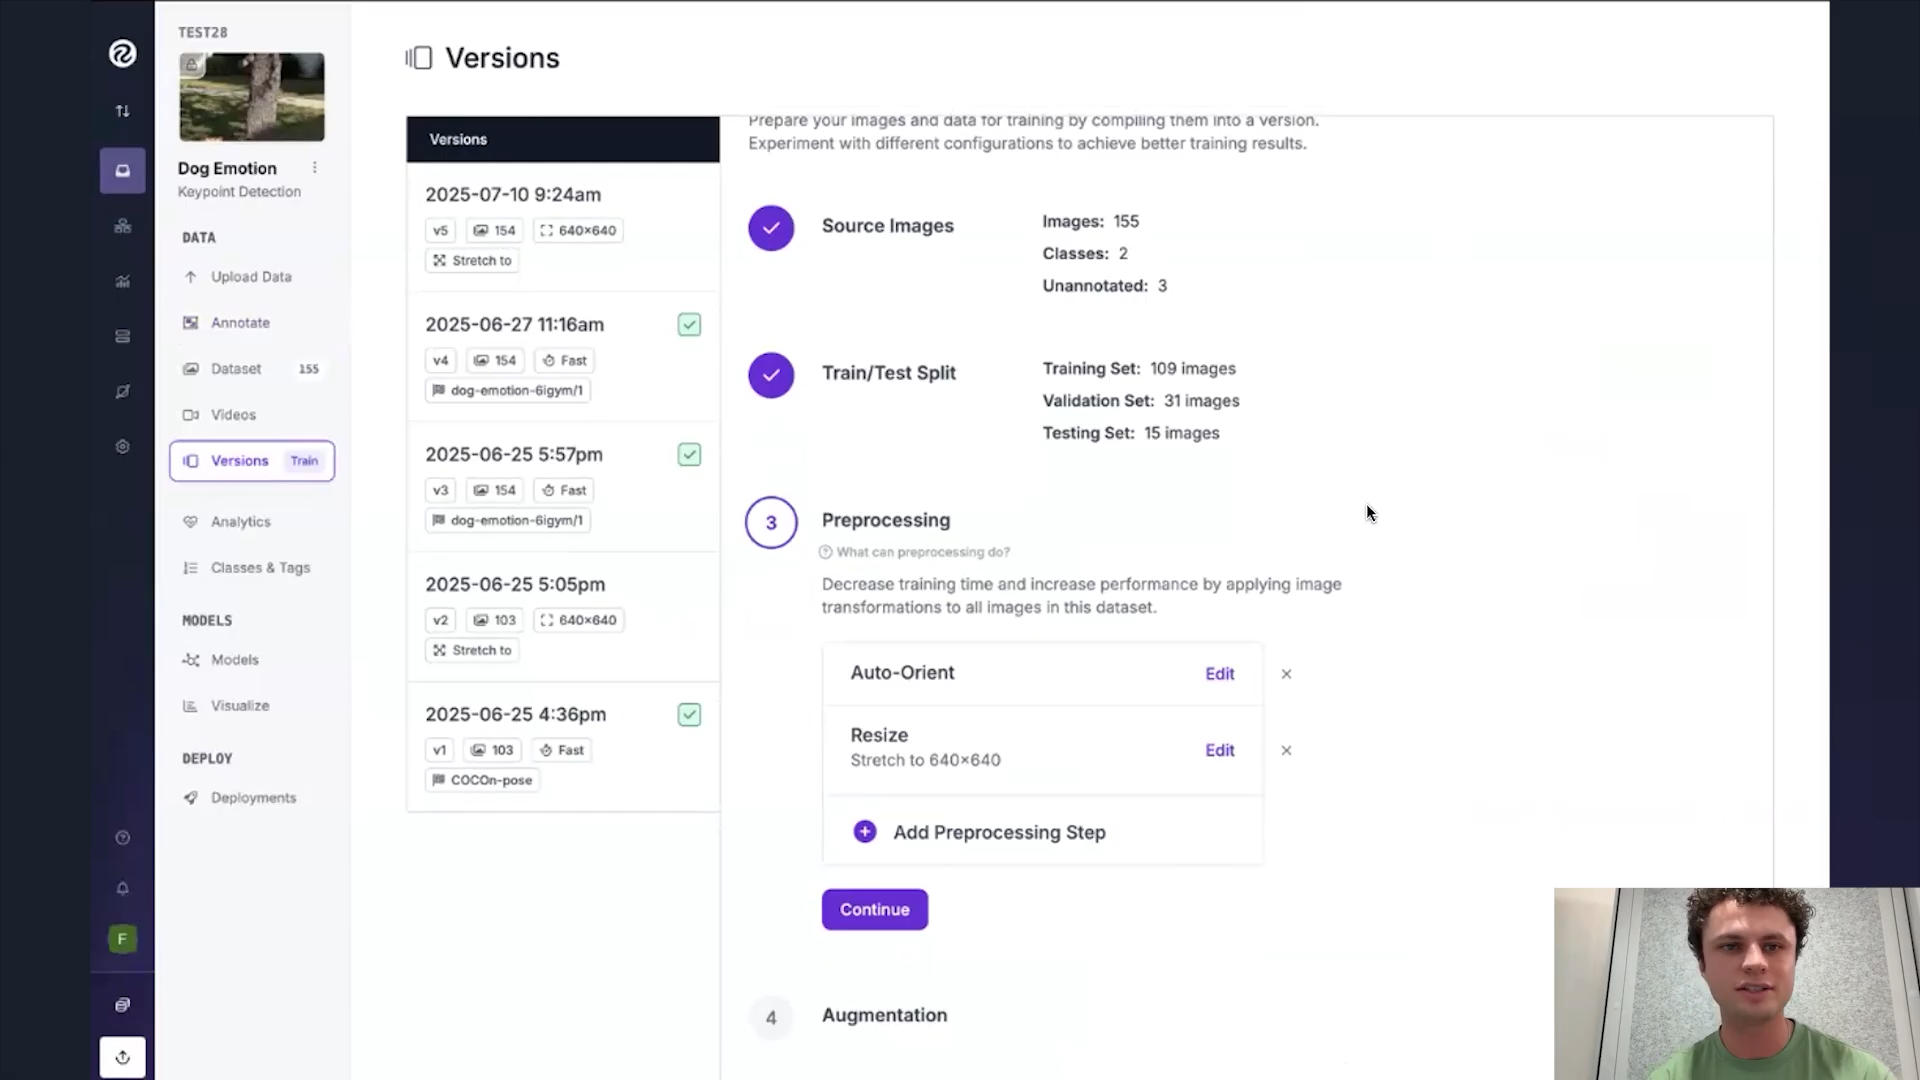 TEST28
Dog Emotion
Keypoint Detection
DATA
Upload Data
Annotate
Dataset 155
Videos
Versions Train
Analytics
Classes & Tags
MODELS
Models
Visualize
DEPLOY
Deployments
F
Versions
Versions
2025-07-10 9:24am
v5 154 640×640
Stretch to
2025-06-27 11:16am
v4 154 Fast
dog-emotion-6igym/1
2025-06-25 5:57pm
v3 154 Fast
dog-emotion-6igym/1
2025-06-25 5:05pm
v2 103 640×640
Stretch to
2025-06-25 4:36pm
v1 103 Fast
COCOn-pose
Prepare your images and data for training by compiling them into a version.
Experiment with different configurations to achieve better training results.
Source Images
Images: 155
Classes: 2
Unannotated: 3
Train/Test Split
Training Set: 109 images
Validation Set: 31 images
Testing Set: 15 images
3 Preprocessing
What can preprocessing do?
Decrease training time and increase performance by applying image
transformations to all images in this dataset.
Auto-Orient Edit
Resize Edit
Stretch to 640×640
Add Preprocessing Step
Continue
4 Augmentation